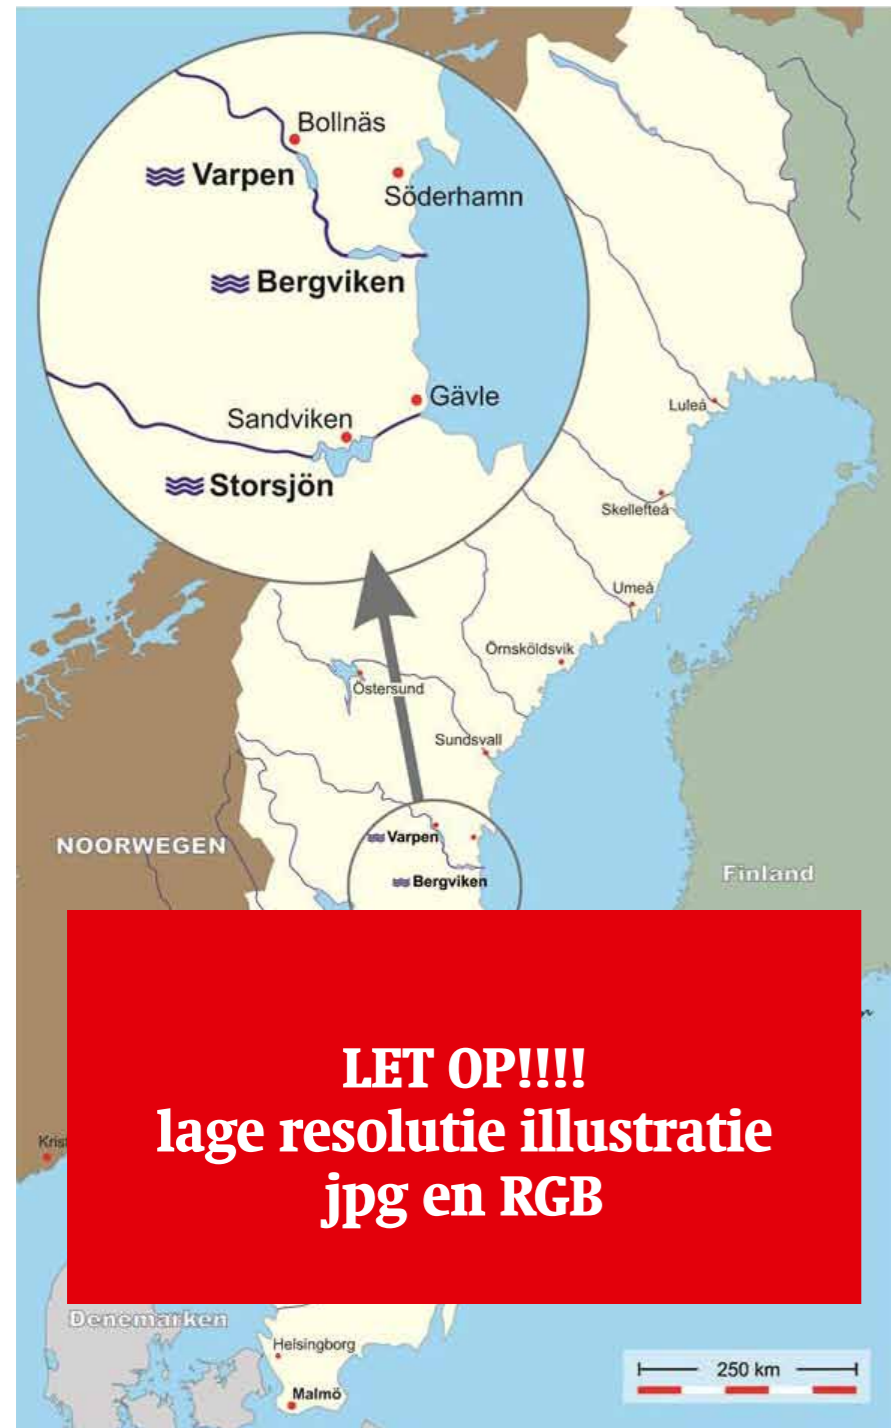 Bollnäs
Varpen
Söderhamn
Bergviken
Gävle
Sandviken
Storsjön
Luleå
Skellefteå
Umeå
Örnsköldsvik
Östersund
Sundsvall
NOORWEGEN
Varpen
Bergviken
Finland
LET OP!!!!
lage resolutie illustratie
jpg en RGB
Kris
Denemarken
Helsingborg
Malmö
250 km